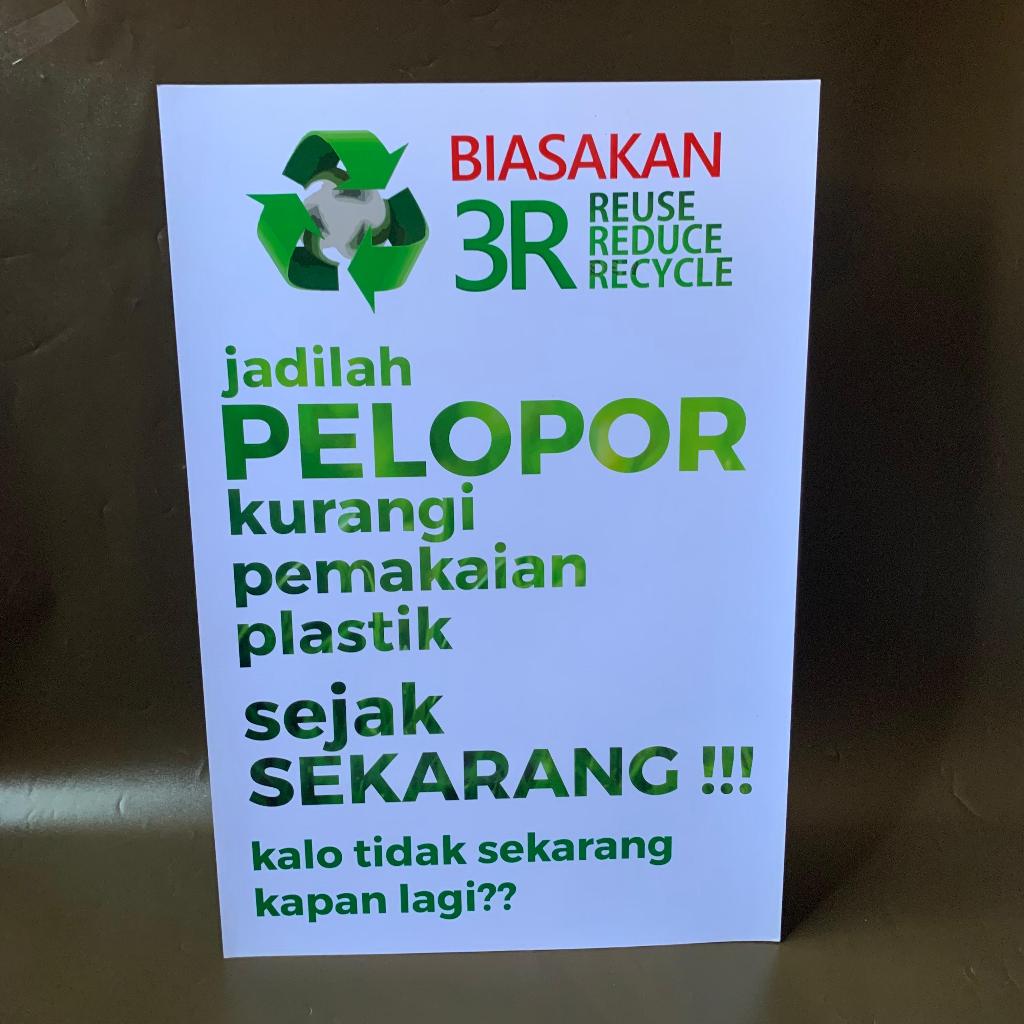 BIASAKAN
3R
REUSE
REDUCE
RECYCLE
jadilah
PELOPOR
kurangi
pemakaian
plastik
sejak
SEKARANG !!!
kalo tidak sekarang
kapan lagi??